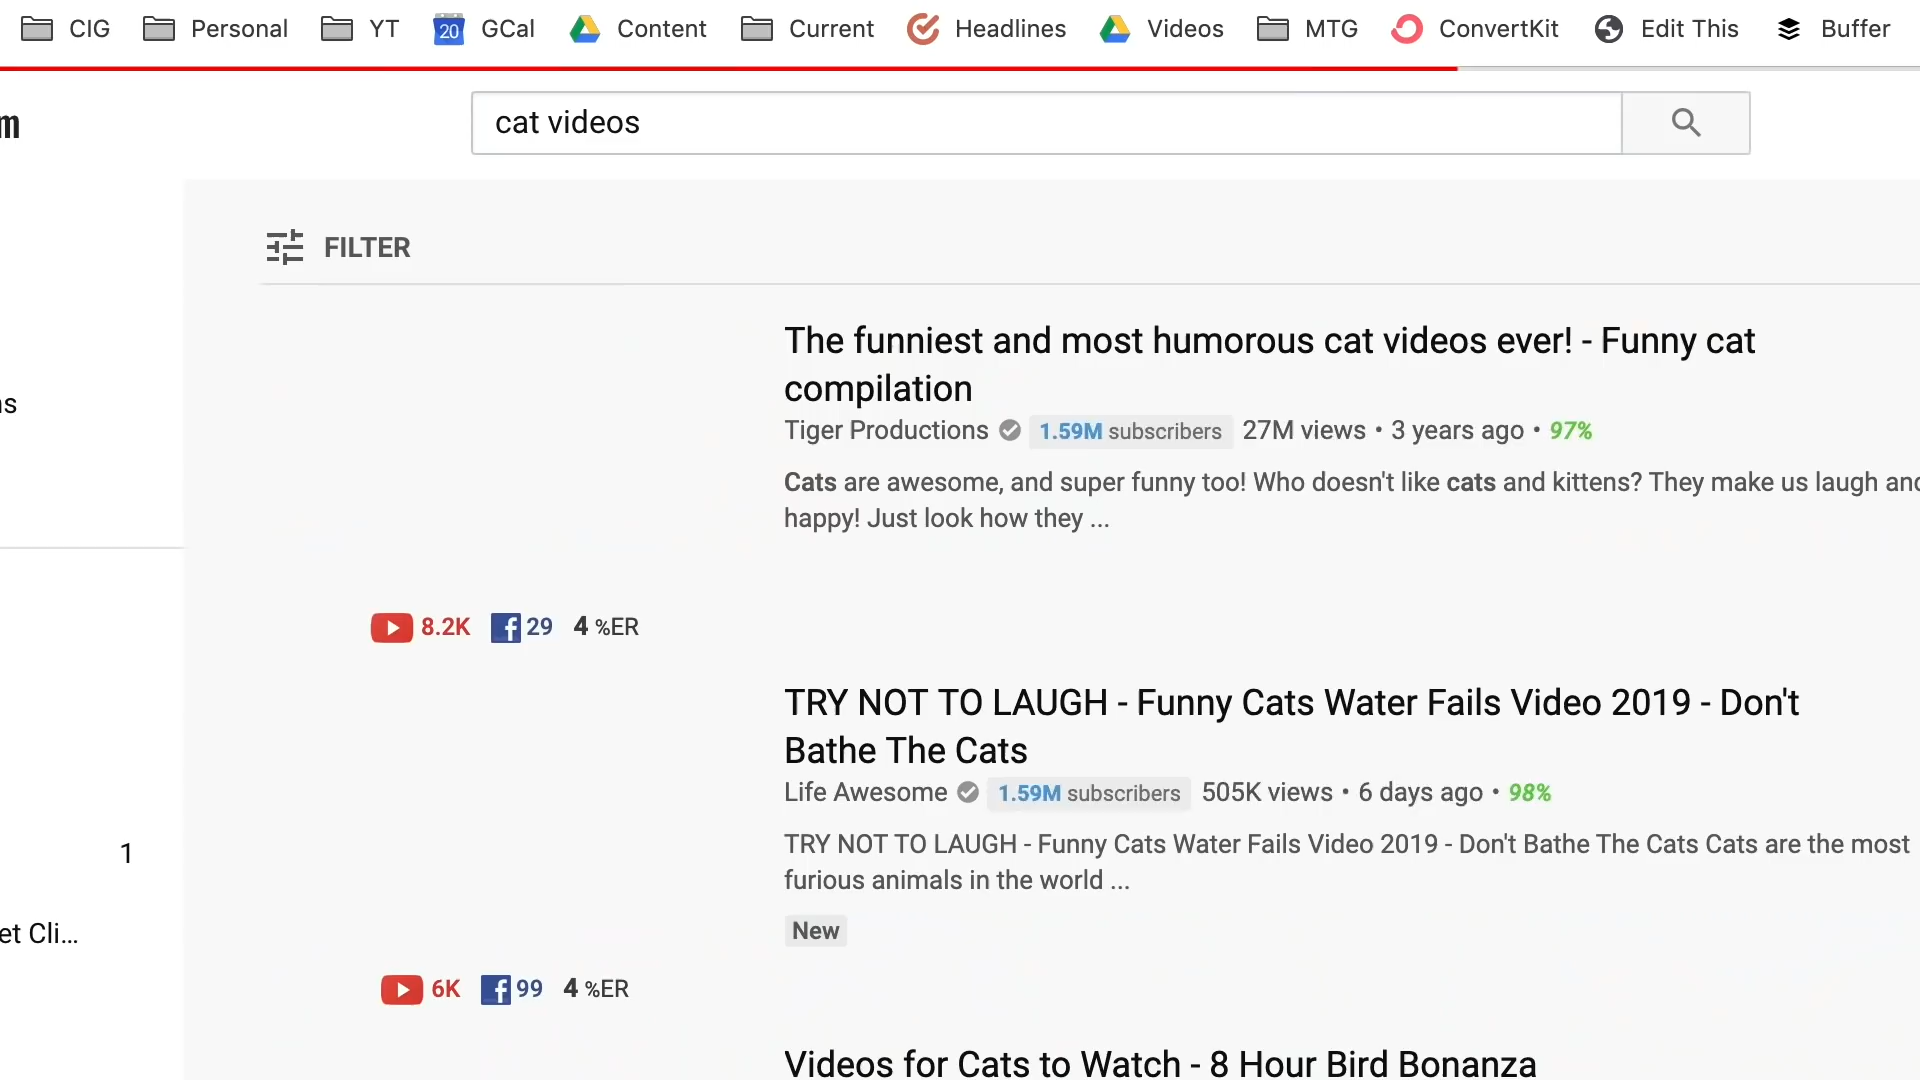 CIG Personal YT 20 GCal Content Current Headlines Videos MTG ConvertKit Edit This Buffer
m
cat videos
FILTER
The funniest and most humorous cat videos ever! - Funny cat
compilation
Tiger Productions 1.59M subscribers 27M views • 3 years ago • 97%
ns
Cats are awesome, and super funny too! Who doesn't like cats and kittens? They make us laugh and
happy! Just look how they ...
8.2K f 29 4 %ER
TRY NOT TO LAUGH - Funny Cats Water Fails Video 2019 - Don't
Bathe The Cats
Life Awesome 1.59M subscribers 505K views • 6 days ago • 98%
TRY NOT TO LAUGH - Funny Cats Water Fails Video 2019 - Don't Bathe The Cats Cats are the most
furious animals in the world ...
1
New
et Cli...
6K f 99 4 %ER
Videos for Cats to Watch - 8 Hour Bird Bonanza